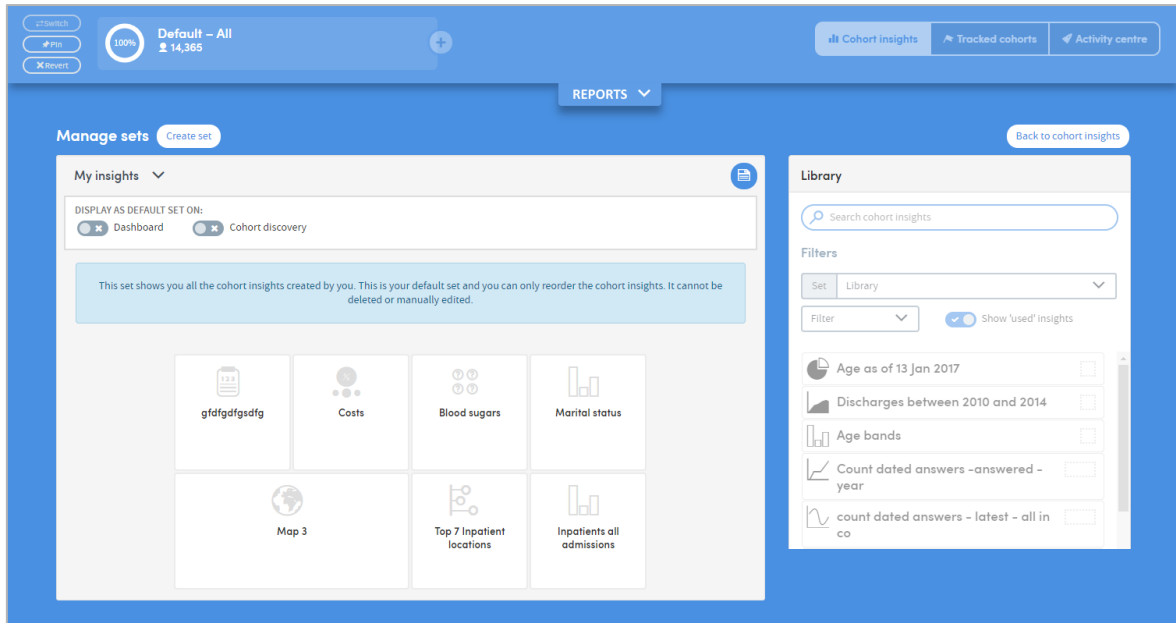 Switch
Pin
Revert
100%
Default – All
14,365
Cohort insights
Tracked cohorts
Activity centre
REPORTS
Manage sets
Create set
Back to cohort insights
My insights
DISPLAY AS DEFAULT SET ON:
Dashboard
Cohort discovery
This set shows you all the cohort insights created by you. This is your default set and you can only reorder the cohort insights. It cannot be
deleted or manually edited.
123
gfdfgdfgsdfg
N
Costs
Blood sugars
Marital status
Map 3
Top 7 Inpatient
locations
Inpatients all
admissions
Library
Search cohort insights
Filters
Set
Library
Filter
Show 'used' insights
Age as of 13 Jan 2017
Discharges between 2010 and 2014
Age bands
Count dated answers -answered -
year
count dated answers - latest - all in
co